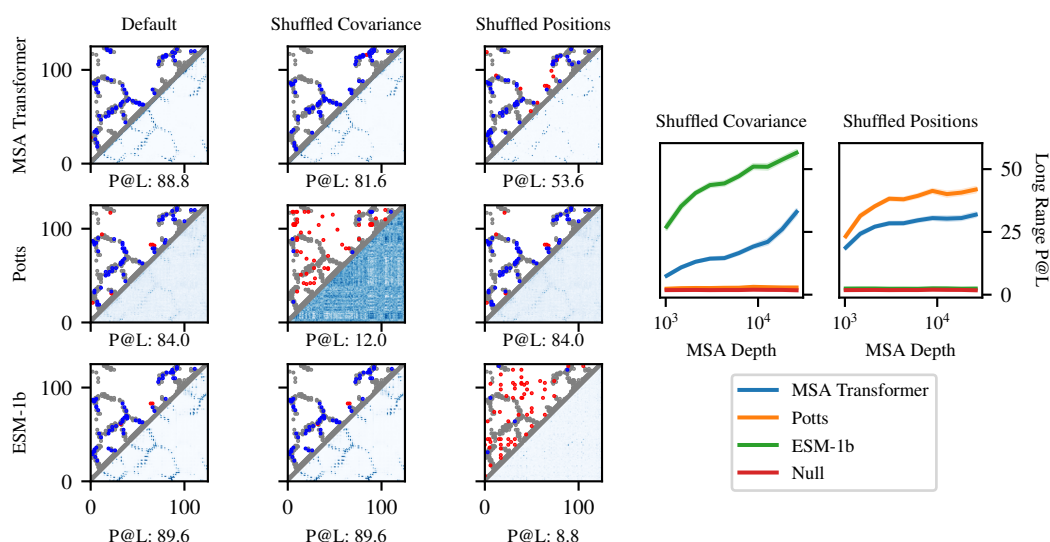 Default
Shuffled Covariance
Shuffled Positions
MSA Transformer
100
0
P@L: 88.8
P@L: 81.6
P@L: 53.6
Potts
100
0
P@L: 84.0
P@L: 12.0
P@L: 84.0
ESM-1b
100
0
0
100
0
100
0
100
P@L: 89.6
P@L: 89.6
P@L: 8.8
Shuffled Covariance
Shuffled Positions
50
25
0
Long Range P@L
10³
10⁴
10³
10⁴
MSA Depth
MSA Depth
MSA Transformer
Potts
ESM-1b
Null